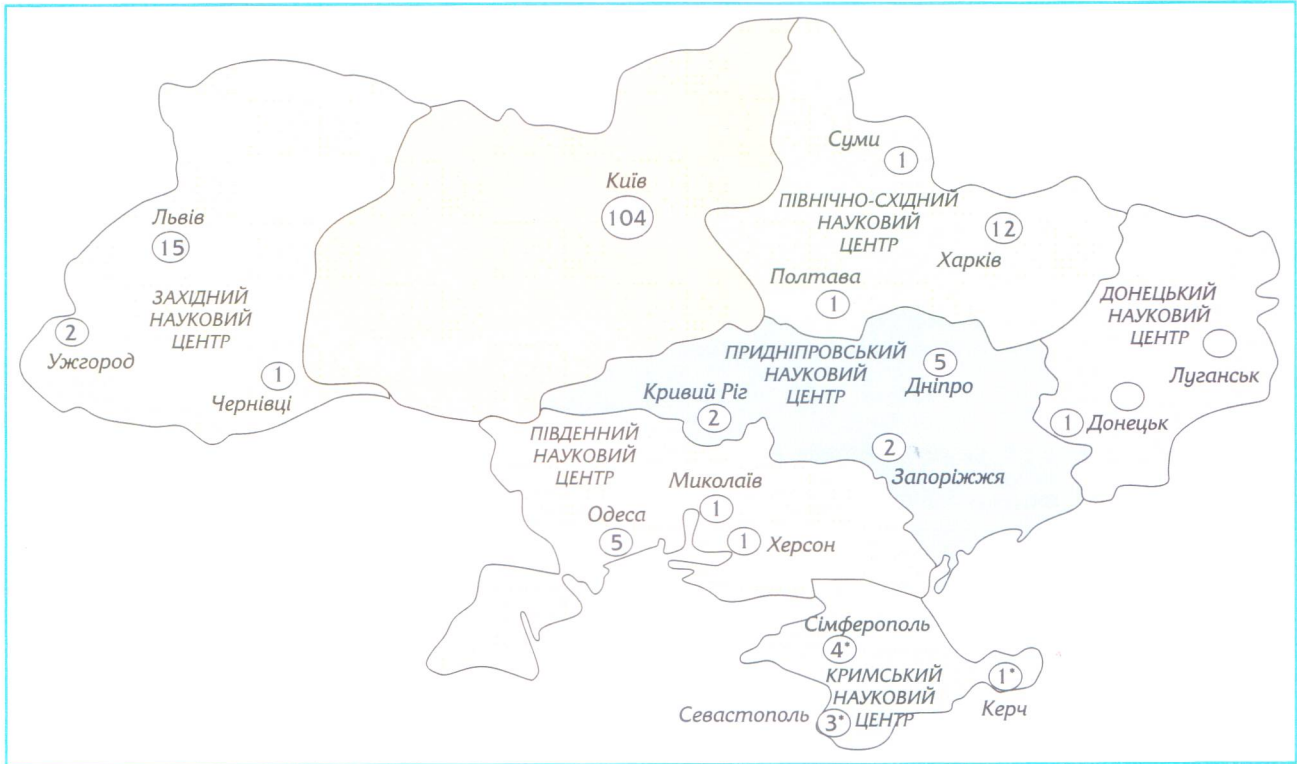 Суми
1
Київ
104
ПІВНІЧНО-СХІДНИЙ
НАУКОВИЙ
ЦЕНТР
12
Харків
Полтава
1
Львів
15
ЗАХІДНИЙ
НАУКОВИЙ
ЦЕНТР
2
Ужгород
1
Чернівці
ДОНЕЦЬКИЙ
НАУКОВИЙ
ЦЕНТР
Луганськ
1
Донецьк
ПРИДНІПРОВСЬКИЙ
НАУКОВИЙ
ЦЕНТР
5
Дніпро
Кривий Ріг
2
2
Запоріжжя
ПІВДЕННИЙ
НАУКОВИЙ
ЦЕНТР
Миколаїв
1
Одеса
5
1
Херсон
Сімферополь
4*
КРИМСЬКИЙ
НАУКОВИЙ
ЦЕНТР
1*
Керч
Севастополь
3*